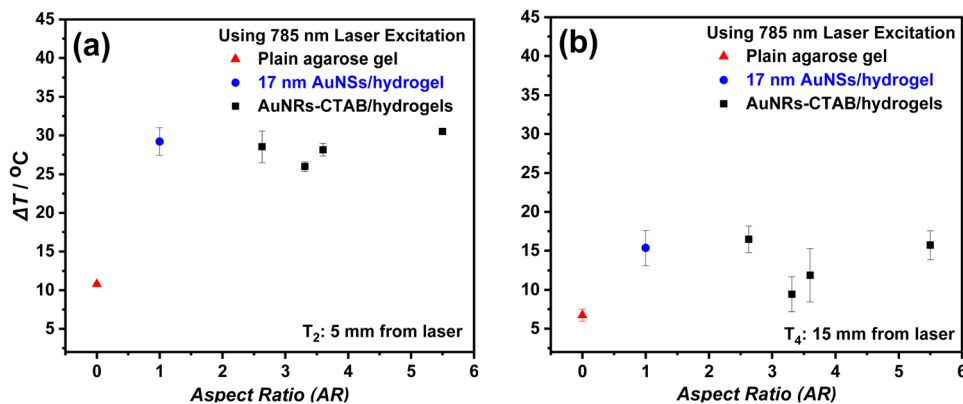 (a)
Using 785 nm Laser Excitation
Plain agarose gel
17 nm AuNSs/hydrogel
AuNRs-CTAB/hydrogels
45
40
35
30
25
20
15
10
5
ΔT / ºC
T₂: 5 mm from laser
0 1 2 3 4 5 6
Aspect Ratio (AR)
(b)
Using 785 nm Laser Excitation
Plain agarose gel
17 nm AuNSs/hydrogel
AuNRs-CTAB/hydrogels
45
40
35
30
25
20
15
10
5
T₄: 15 mm from laser
0 1 2 3 4 5 6
Aspect Ratio (AR)